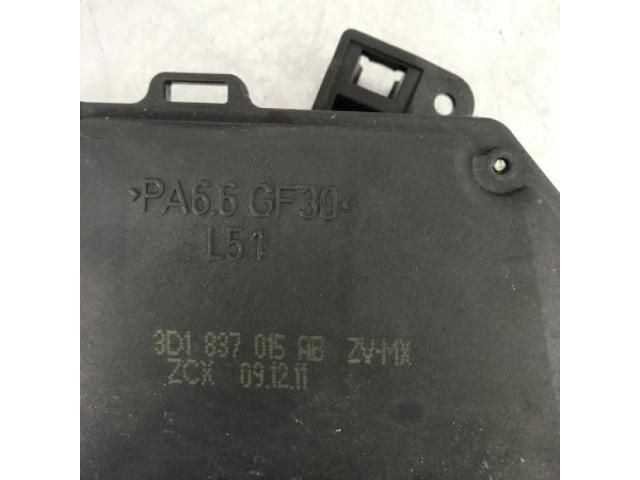 >PA6.6 GF30<
L51
3D1 837 015 AB ZV-MX
ZCX 09.12.11